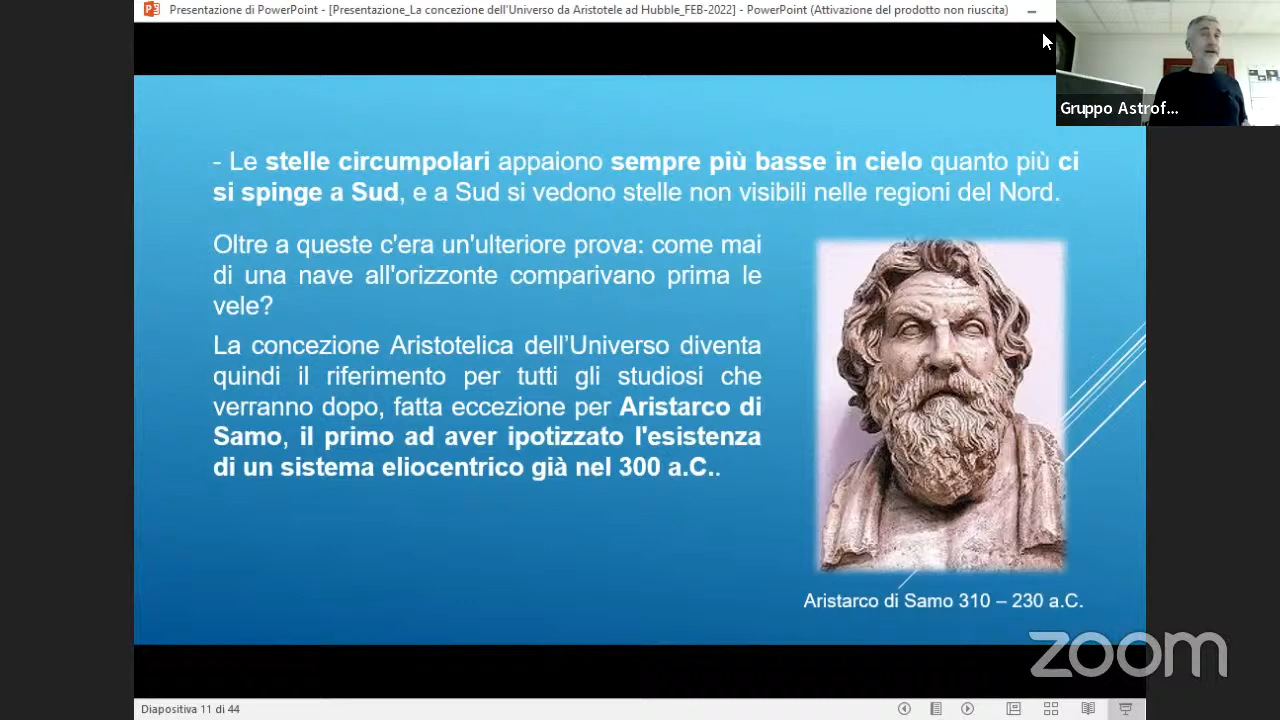 Presentazione di PowerPoint - [Presentazione_La concezione dell'Universo da Aristotele ad Hubble_FEB-2022] - PowerPoint (Attivazione del prodotto non riuscita)
Gruppo Astrof...
- Le stelle circumpolari appaiono sempre più basse in cielo quanto più ci
si spinge a Sud, e a Sud si vedono stelle non visibili nelle regioni del Nord.
Oltre a queste c'era un'ulteriore prova: come mai
di una nave all'orizzonte comparivano prima le
vele?
La concezione Aristotelica dell’Universo diventa
quindi il riferimento per tutti gli studiosi che
verranno dopo, fatta eccezione per Aristarco di
Samo, il primo ad aver ipotizzato l'esistenza
di un sistema eliocentrico già nel 300 a.C..
Aristarco di Samo 310 – 230 a.C.
zoom
Diapositiva 11 di 44